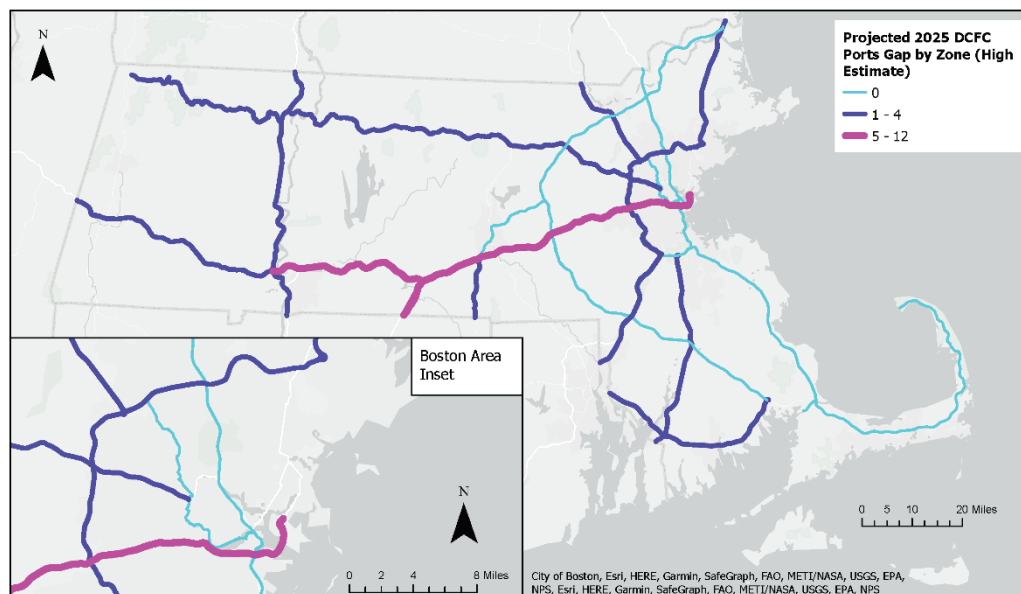 N
Projected 2025 DCFC
Ports Gap by Zone (High
Estimate)
0
1 - 4
5 - 12
Boston Area
Inset
N
0 4 8 Miles
0 10 20 Miles
City of Boston, Esri, HERE, Garmin, SafeGraph, FAO, METI/NASA, USGS, EPA,
NPS, Esri, HERE, Garmin, SafeGraph, FAO, METI/NASA, USGS, EPA, NPS